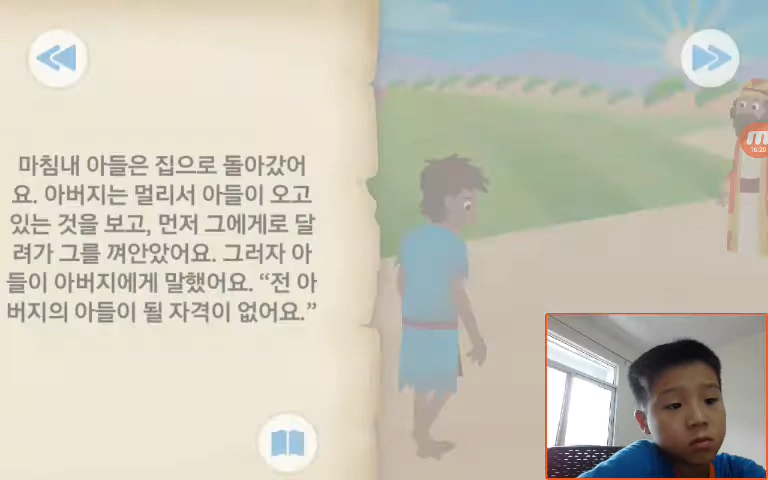 마침내 아들은 집으로 돌아갔어
요. 아버지는 멀리서 아들이 오고
있는 것을 보고, 먼저 그에게로 달
려가 그를 껴안았어요. 그러자 아
들이 아버지에게 말했어요. “전 아
버지의 아들이 될 자격이 없어요.”
16:20